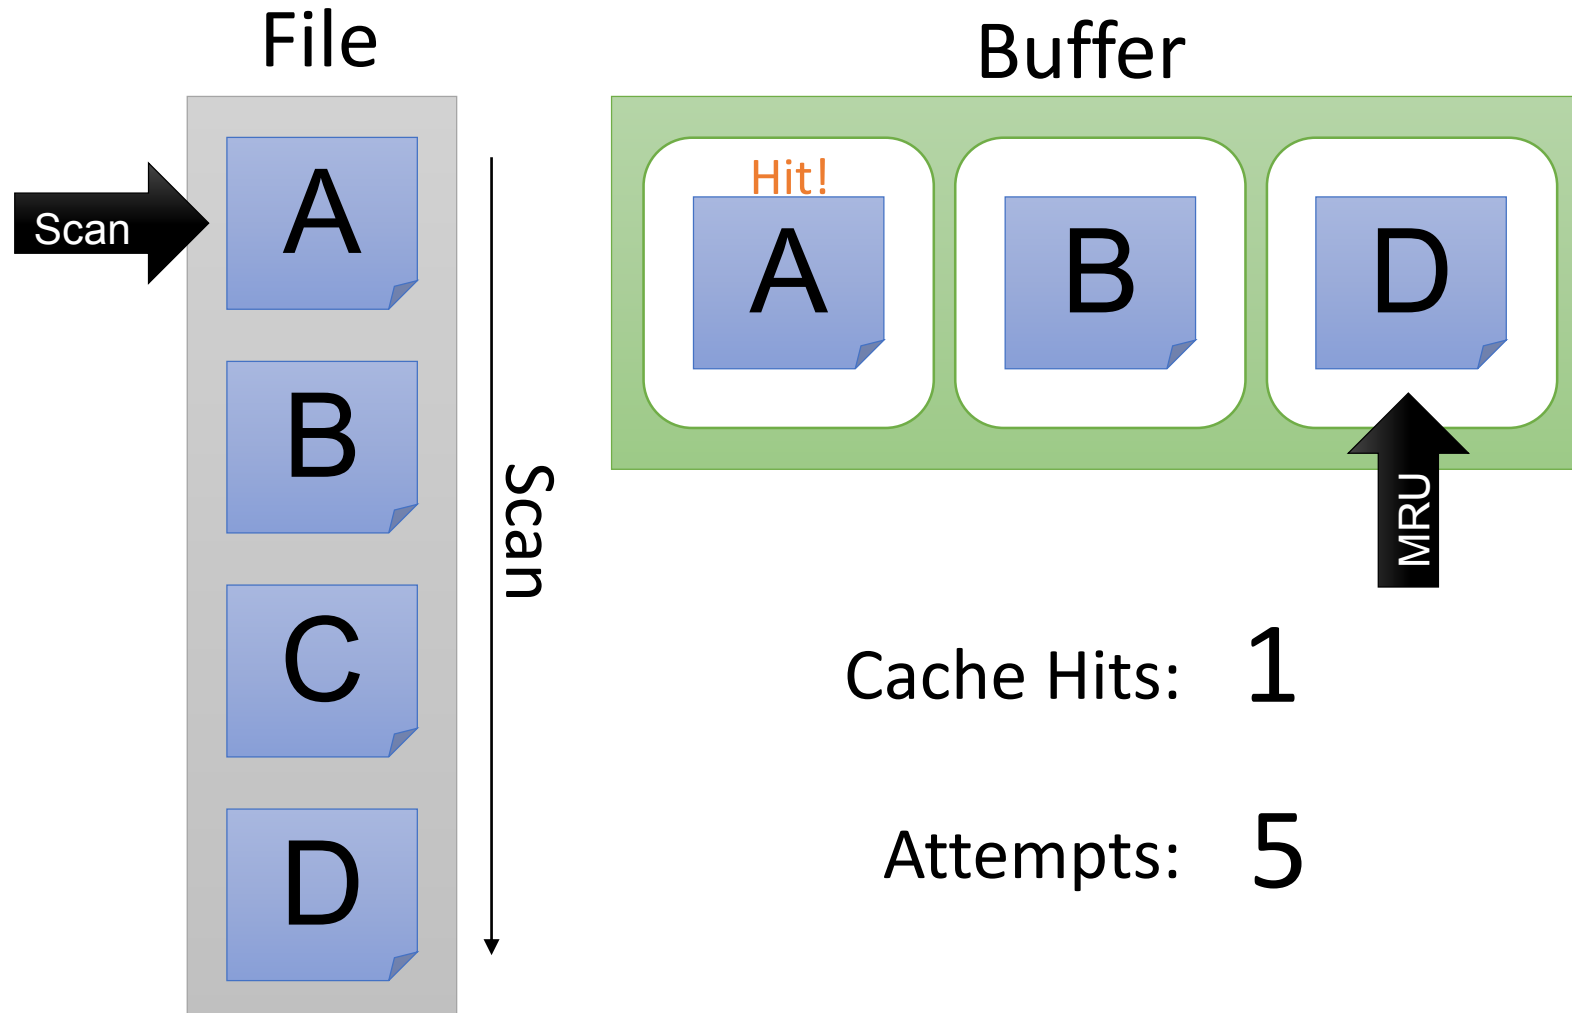 File
Scan
A
B
C
D
Scan
Buffer
Hit!
A
B
D
MRU
Cache Hits: 1
Attempts: 5